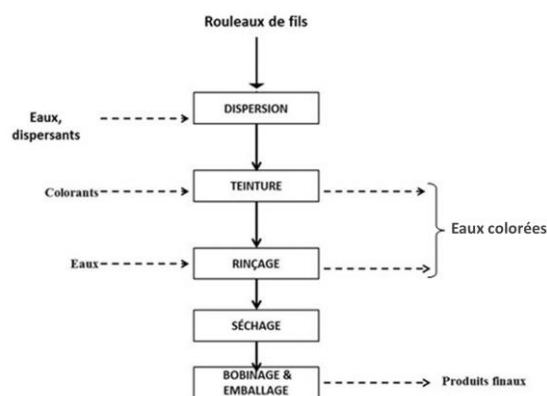 Rouleaux de fils
DISPERSION
Eaux,
dispersants
TEINTURE
Colorants
Eaux colorées
RINÇAGE
Eaux
SÉCHAGE
BOBINAGE &
EMBALLAGE
Produits finaux